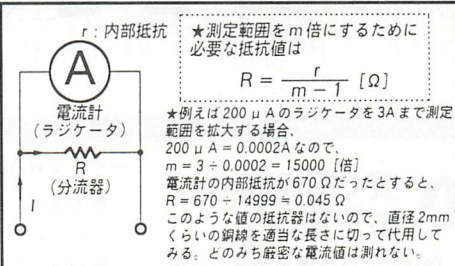 r：内部抵抗
A
電流計
(ラジケータ)
R
(分流器)
I
★測定範囲をm倍にするために
必要な抵抗値は
R = r / m − 1 [Ω]
★例えば200μAのラジケータを3Aまで測定
範囲を拡大する場合、
200μA＝0.0002Aなので、
m＝3÷0.0002＝15000［倍］
電流計の内部抵抗が670Ωだったとすると、
R＝670÷14999≒0.045Ω
このような値の抵抗器はないので、直径2mm
くらいの銅線を適当な長さに切って代用して
みる。どのみち厳密な電流値は測れない。